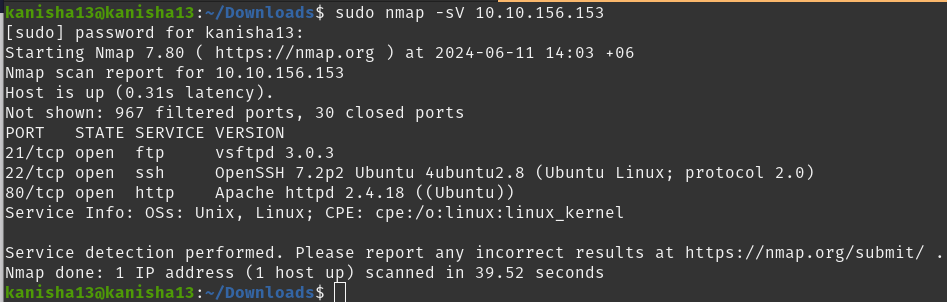 kanisha13@kanisha13:~/Downloads$ sudo nmap -sV 10.10.156.153
[sudo] password for kanisha13:
Starting Nmap 7.80 ( https://nmap.org ) at 2024-06-11 14:03 +06
Nmap scan report for 10.10.156.153
Host is up (0.31s latency).
Not shown: 967 filtered ports, 30 closed ports
PORT   STATE SERVICE VERSION
21/tcp open  ftp     vsftpd 3.0.3
22/tcp open  ssh     OpenSSH 7.2p2 Ubuntu 4ubuntu2.8 (Ubuntu Linux; protocol 2.0)
80/tcp open  http    Apache httpd 2.4.18 ((Ubuntu))
Service Info: OSs: Unix, Linux; CPE: cpe:/o:linux:linux_kernel
Service detection performed. Please report any incorrect results at https://nmap.org/submit/ .
Nmap done: 1 IP address (1 host up) scanned in 39.52 seconds
kanisha13@kanisha13:~/Downloads$